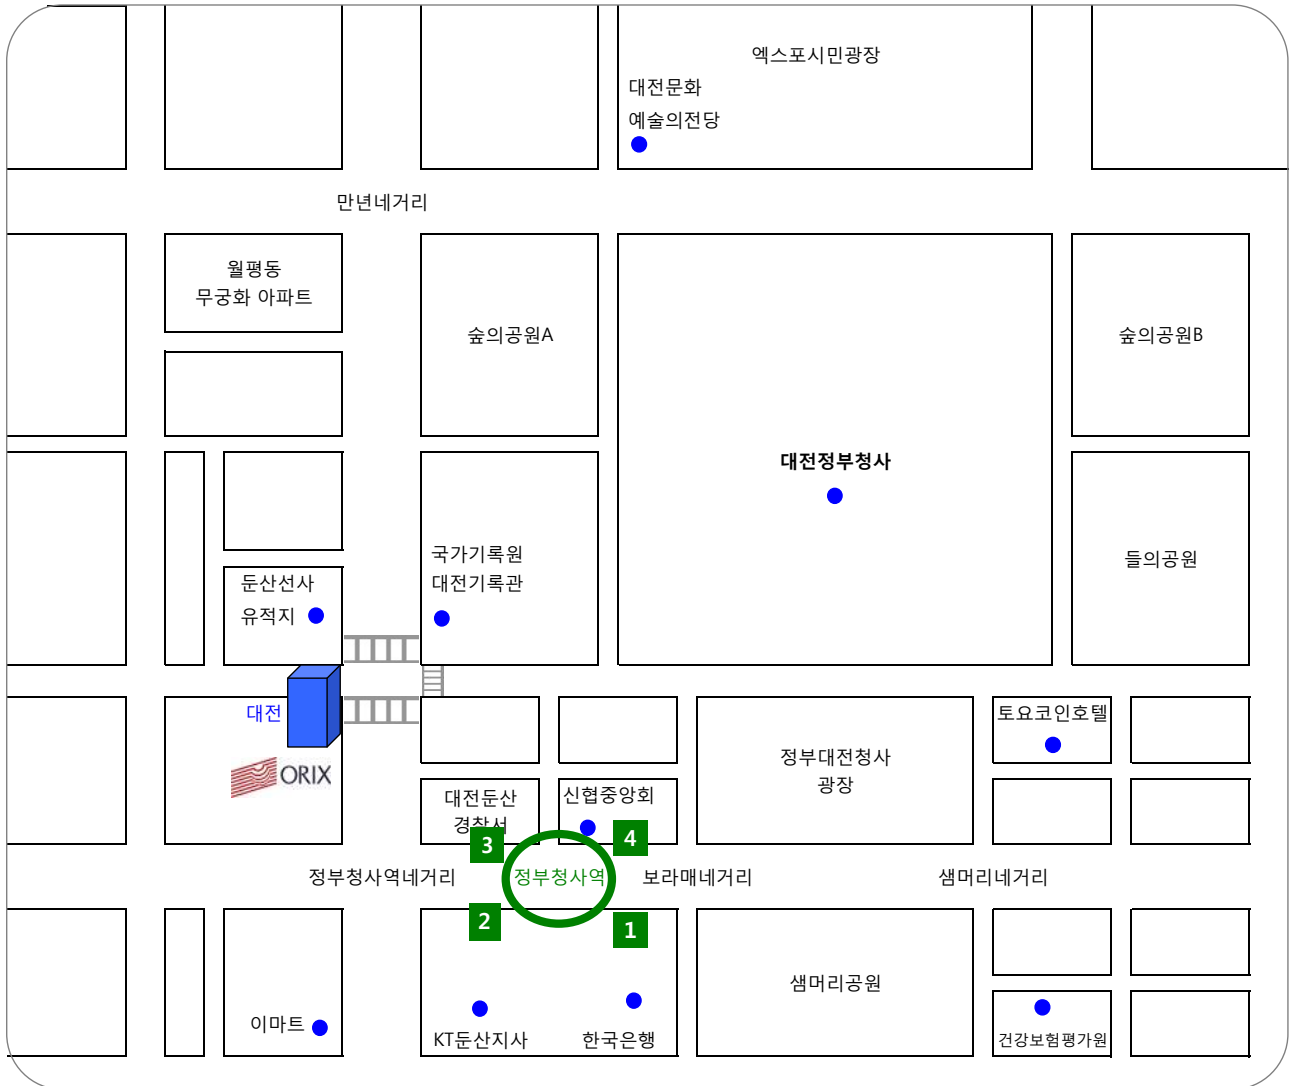 엑스포시민광장
대전문화
예술의전당
만년네거리
월평동
무궁화 아파트
숲의공원A
숲의공원B
대전정부청사
국가기록원
대전기록관
들의공원
둔산선사
유적지
대전
ORIX
토요코인호텔
정부대전청사
광장
대전둔산
경찰서
신협중앙회
3
4
정부청사역네거리
정부청사역
보라매네거리
샘머리네거리
2
1
샘머리공원
이마트
KT둔산지사
한국은행
건강보험평가원